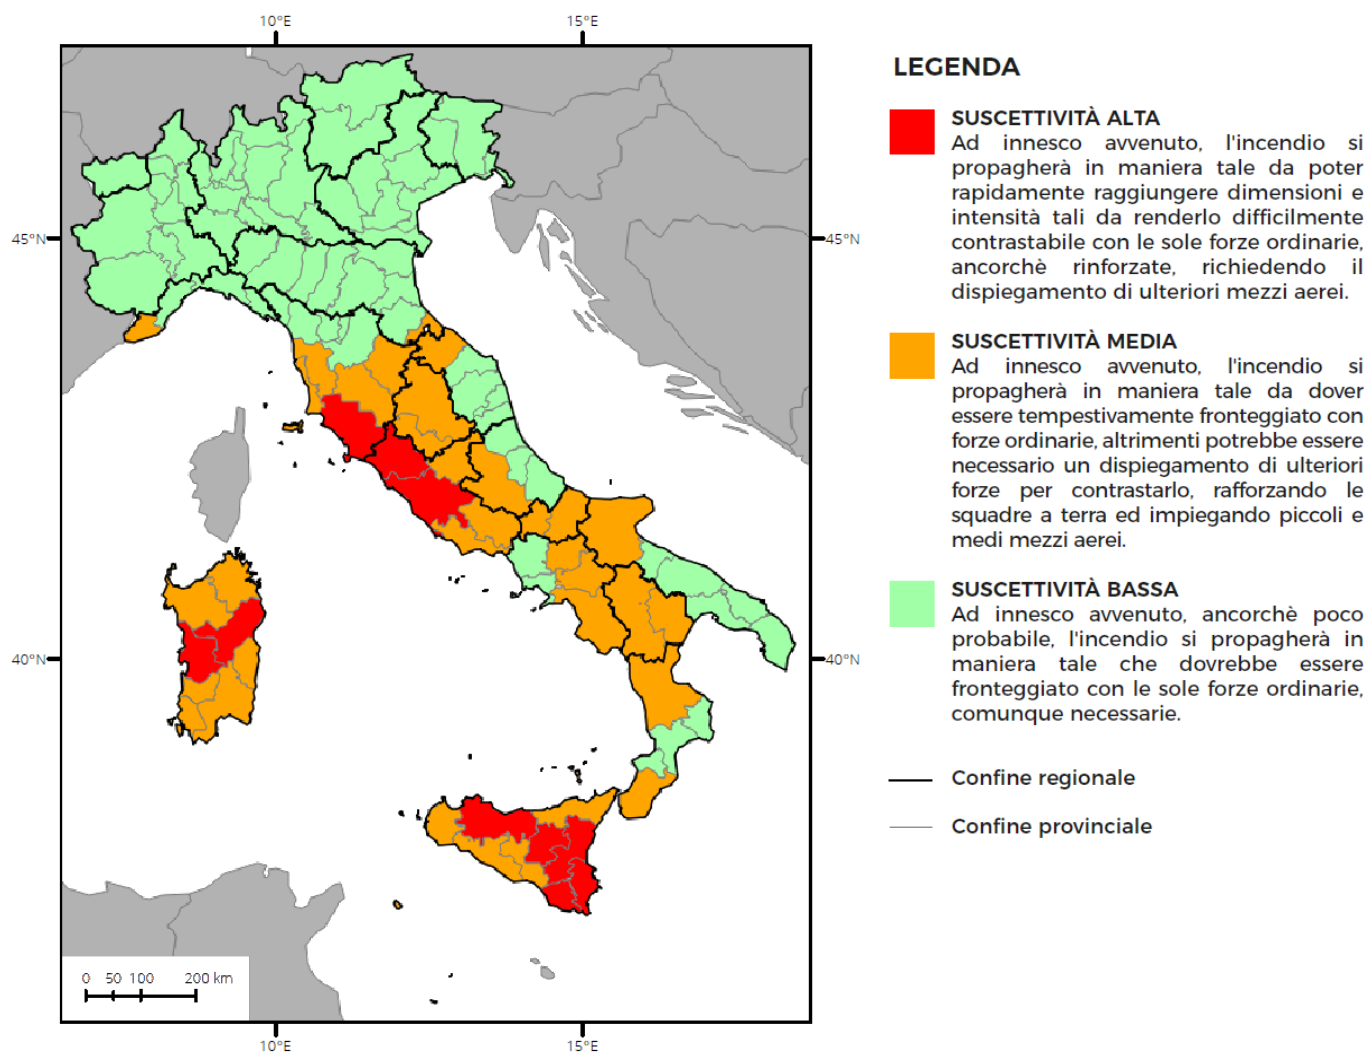 10°E
15°E
45°N
45°N
40°N
40°N
0 50 100 200 km
10°E
15°E
LEGENDA
SUSCETTIVITÀ ALTA
Ad innesco avvenuto, l'incendio si
propagherà in maniera tale da poter
rapidamente raggiungere dimensioni e
intensità tali da renderlo difficilmente
contrastabile con le sole forze ordinarie,
ancorchè rinforzate, richiedendo il
dispiegamento di ulteriori mezzi aerei.
SUSCETTIVITÀ MEDIA
Ad innesco avvenuto, l'incendio si
propagherà in maniera tale da dover
essere tempestivamente fronteggiato con
forze ordinarie, altrimenti potrebbe essere
necessario un dispiegamento di ulteriori
forze per contrastarlo, rafforzando le
squadre a terra ed impiegando piccoli e
medi mezzi aerei.
SUSCETTIVITÀ BASSA
Ad innesco avvenuto, ancorchè poco
probabile, l'incendio si propagherà in
maniera tale che dovrebbe essere
fronteggiato con le sole forze ordinarie,
comunque necessarie.
Confine regionale
Confine provinciale